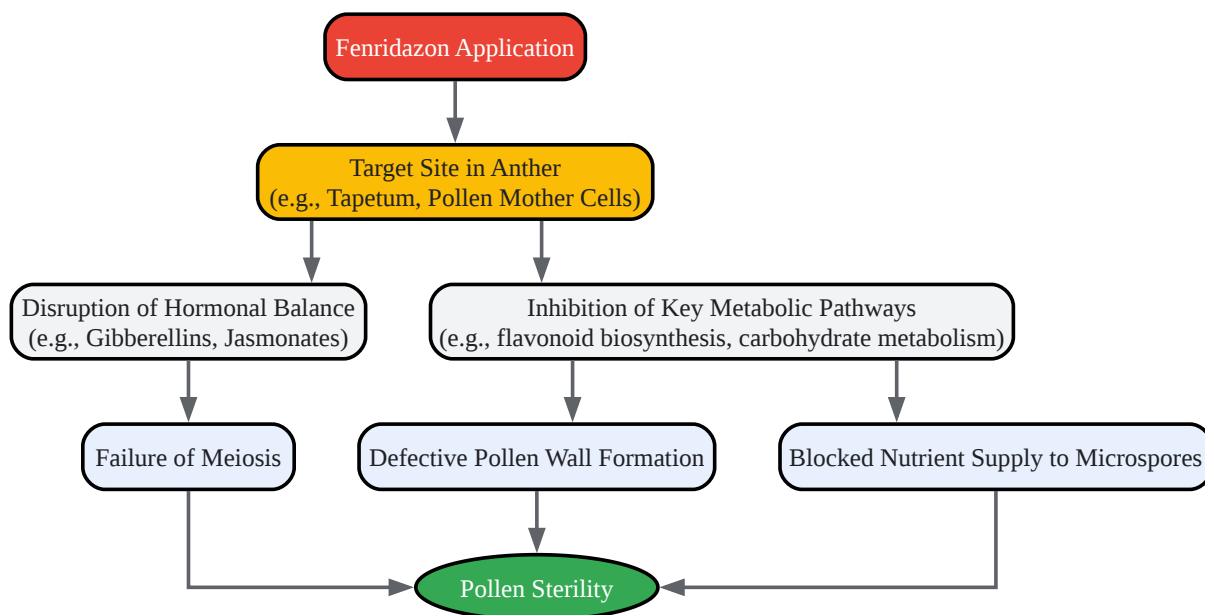 Fenridazon Application
Target Site in Anther
(e.g., Tapetum, Pollen Mother Cells)
Disruption of Hormonal Balance
(e.g., Gibberellins, Jasmonates)
Inhibition of Key Metabolic Pathways
(e.g., flavonoid biosynthesis, carbohydrate metabolism)
Failure of Meiosis
Defective Pollen Wall Formation
Blocked Nutrient Supply to Microspores
Pollen Sterility